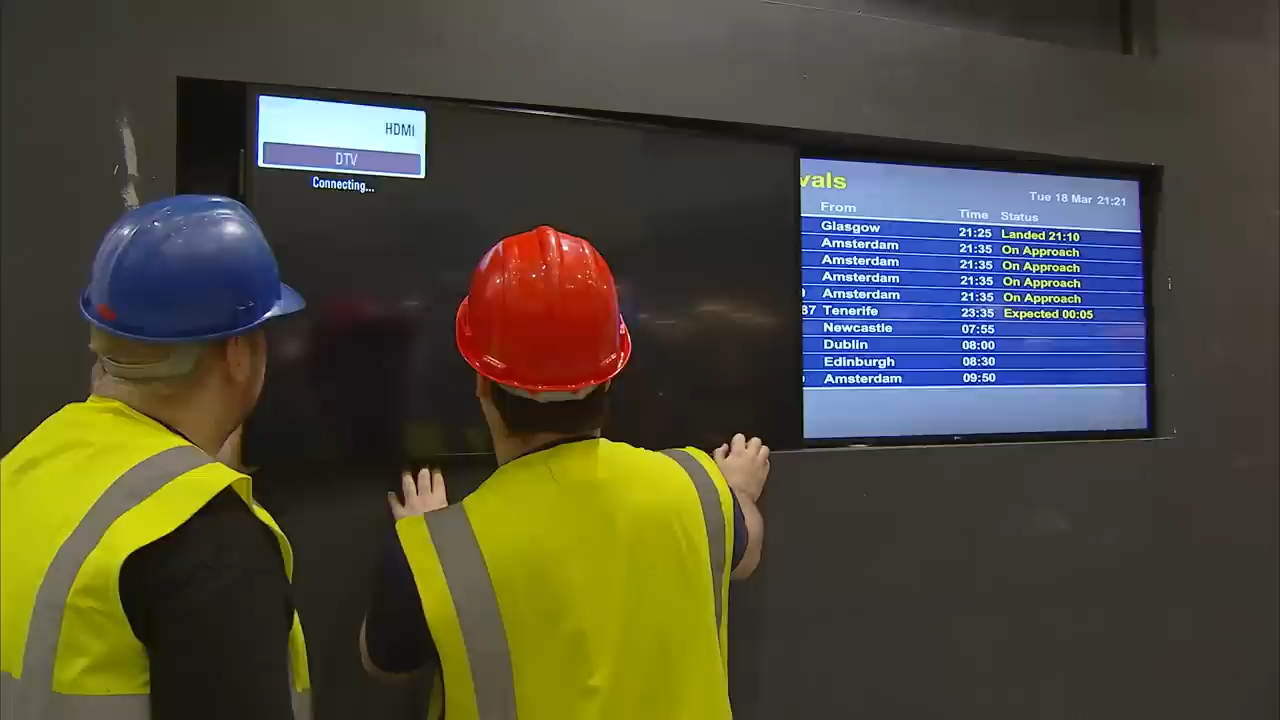 HDMI
DTV
Connecting...
vals
Tue 18 Mar 21:21
From Time Status
Glasgow 21:25 Landed 21:10
Amsterdam 21:35 On Approach
Amsterdam 21:35 On Approach
Amsterdam 21:35 On Approach
Amsterdam 21:35 On Approach
37 Tenerife 23:35 Expected 00:05
Newcastle 07:55
Dublin 08:00
Edinburgh 08:30
Amsterdam 09:50